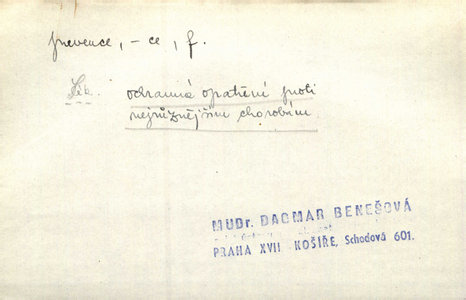 prevence, -ce, f.
Lék. ochranná opatření proti
nejrůznějším chorobám.
MUDr. DAGMAR BENEŠOVÁ
PRAHA XVII - KOŠÍŘE, Schodová 601.